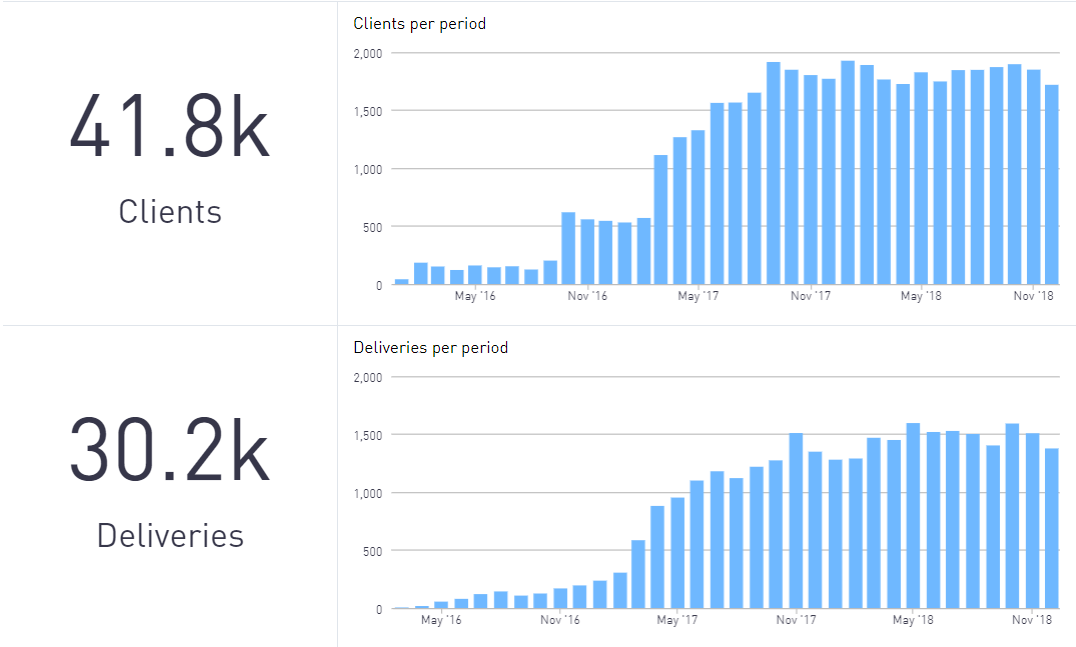 41.8k
Clients
Clients per period
2,000
1,500
1,000
500
0
May '16
Nov '16
May '17
Nov '17
May '18
Nov '18
30.2k
Deliveries
Deliveries per period
2,000
1,500
1,000
500
0
May '16
Nov '16
May '17
Nov '17
May '18
Nov '18